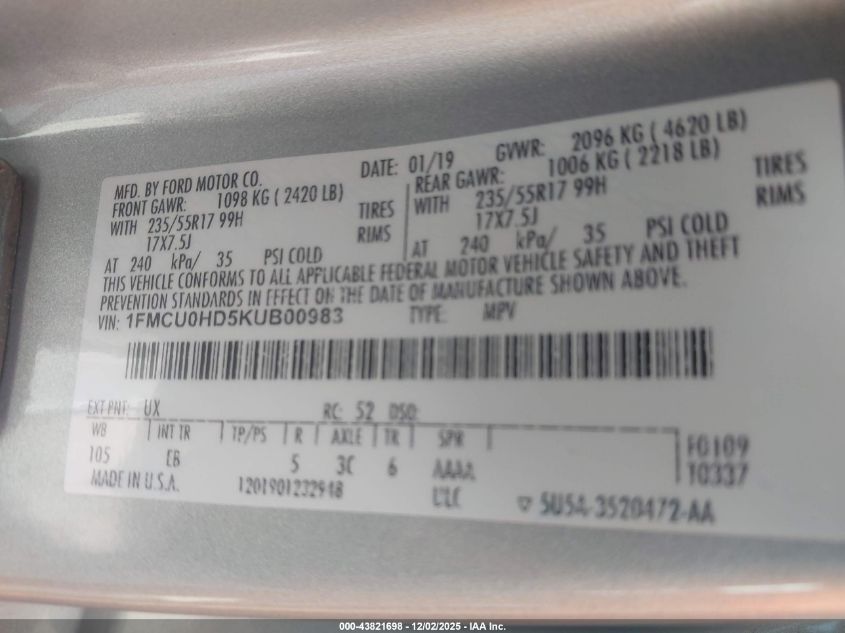 MFD. BY FORD MOTOR CO. DATE: 01/19 GVWR: 2096 KG ( 4620 LB)
FRONT GAWR: 1098 KG ( 2420 LB) REAR GAWR: 1006 KG ( 2218 LB)
WITH 235/55R17 99H TIRES WITH 235/55R17 99H TIRES
17X7.5J RIMS 17X7.5J RIMS
AT 240 kPa/ 35 PSI COLD AT 240 kPa/ 35 PSI COLD
THIS VEHICLE CONFORMS TO ALL APPLICABLE FEDERAL MOTOR VEHICLE SAFETY AND THEFT
PREVENTION STANDARDS IN EFFECT ON THE DATE OF MANUFACTURE SHOWN ABOVE.
VIN: 1FMCU0HD5KUB00983 TYPE: MPV
EXT PNT: UX RC: 52 DSO:
WB INT TR TP/PS R AXLE TR SPR
105 EB 5 3C 6 AAAA
F0109
T0337
MADE IN U.S.A. 1201901232948
5U5A-3520472-AA
000-43821698 - 12/02/2025 - IAA Inc.